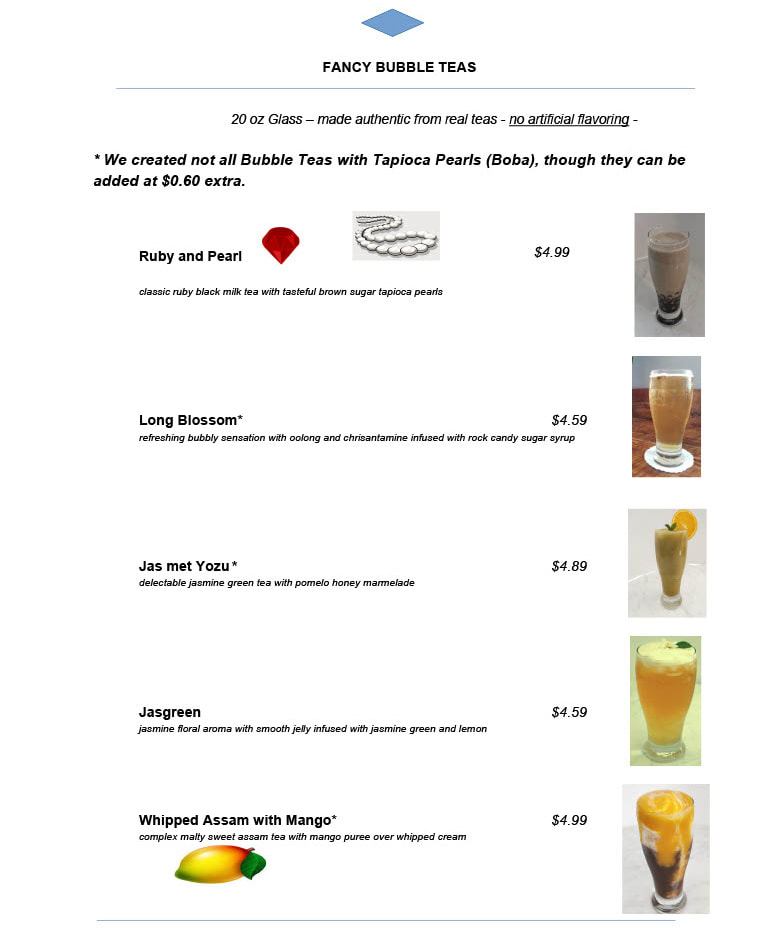 FANCY BUBBLE TEAS
20 oz Glass – made authentic from real teas - no artificial flavoring -
* We created not all Bubble Teas with Tapioca Pearls (Boba), though they can be
added at $0.60 extra.
Ruby and Pearl $4.99
classic ruby black milk tea with tasteful brown sugar tapioca pearls
Long Blossom* $4.59
refreshing bubbly sensation with oolong and chrisantamine infused with rock candy sugar syrup
Jas met Yozu* $4.89
delectable jasmine green tea with pomelo honey marmelade
Jasgreen $4.59
jasmine floral aroma with smooth jelly infused with jasmine green and lemon
Whipped Assam with Mango* $4.99
complex malty sweet assam tea with mango puree over whipped cream